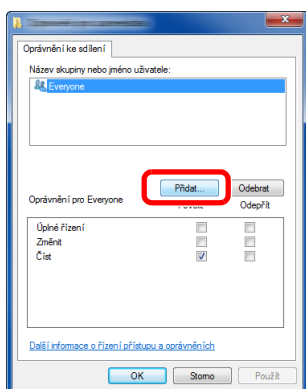 Oprávnění ke sdílení
Název skupiny nebo jméno uživatele:
Everyone
Přidat... Odebrat
Oprávnění pro Everyone Povolit Odepřít
Úplné řízení
Změnit
Číst
Další informace o řízení přístupu a oprávněních
OK Storno Použít